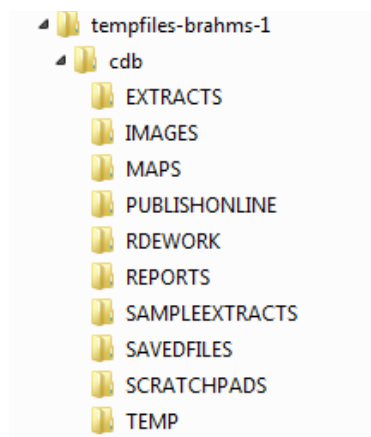 tempfiles-brahms-1
cdb
EXTRACTS
IMAGES
MAPS
PUBLISHONLINE
RDEWORK
REPORTS
SAMPLEEXTRACTS
SAVEDFILES
SCRATCHPADS
TEMP